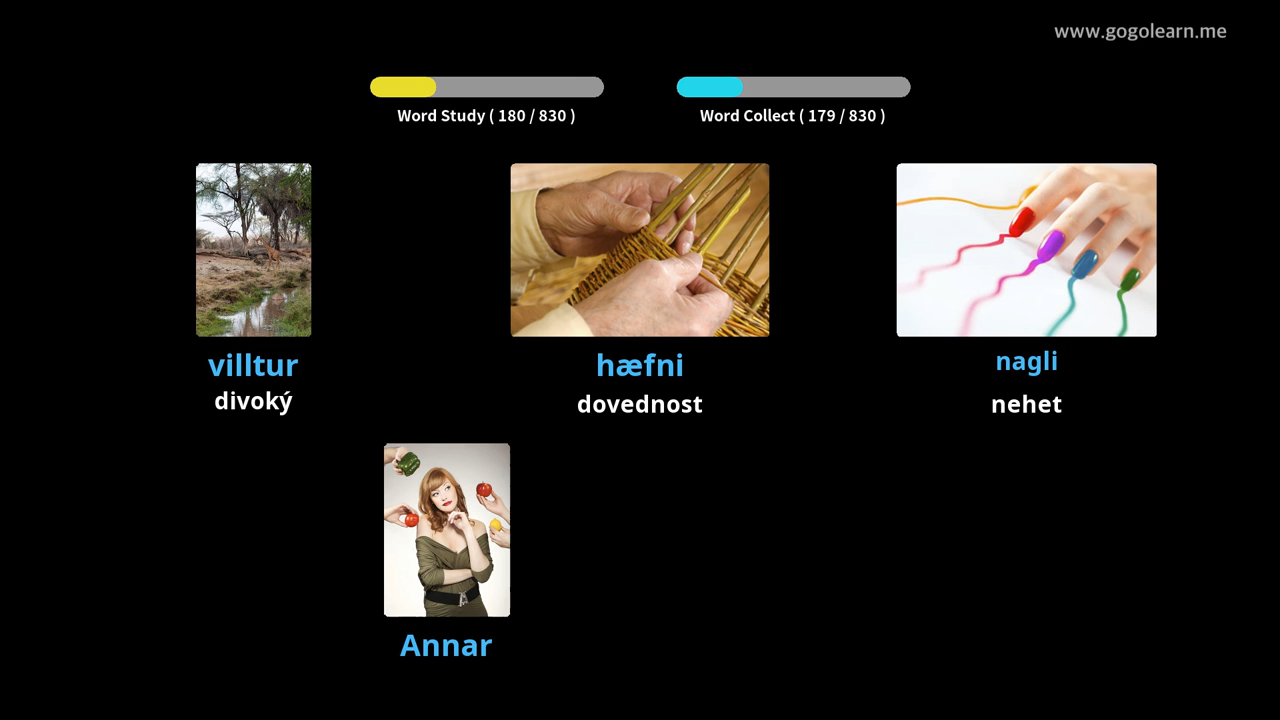 www.gogolearn.me
Word Study ( 180 / 830 )
Word Collect ( 179 / 830 )
villtur
hæfni
nagli
divoký
dovednost
nehet
Annar